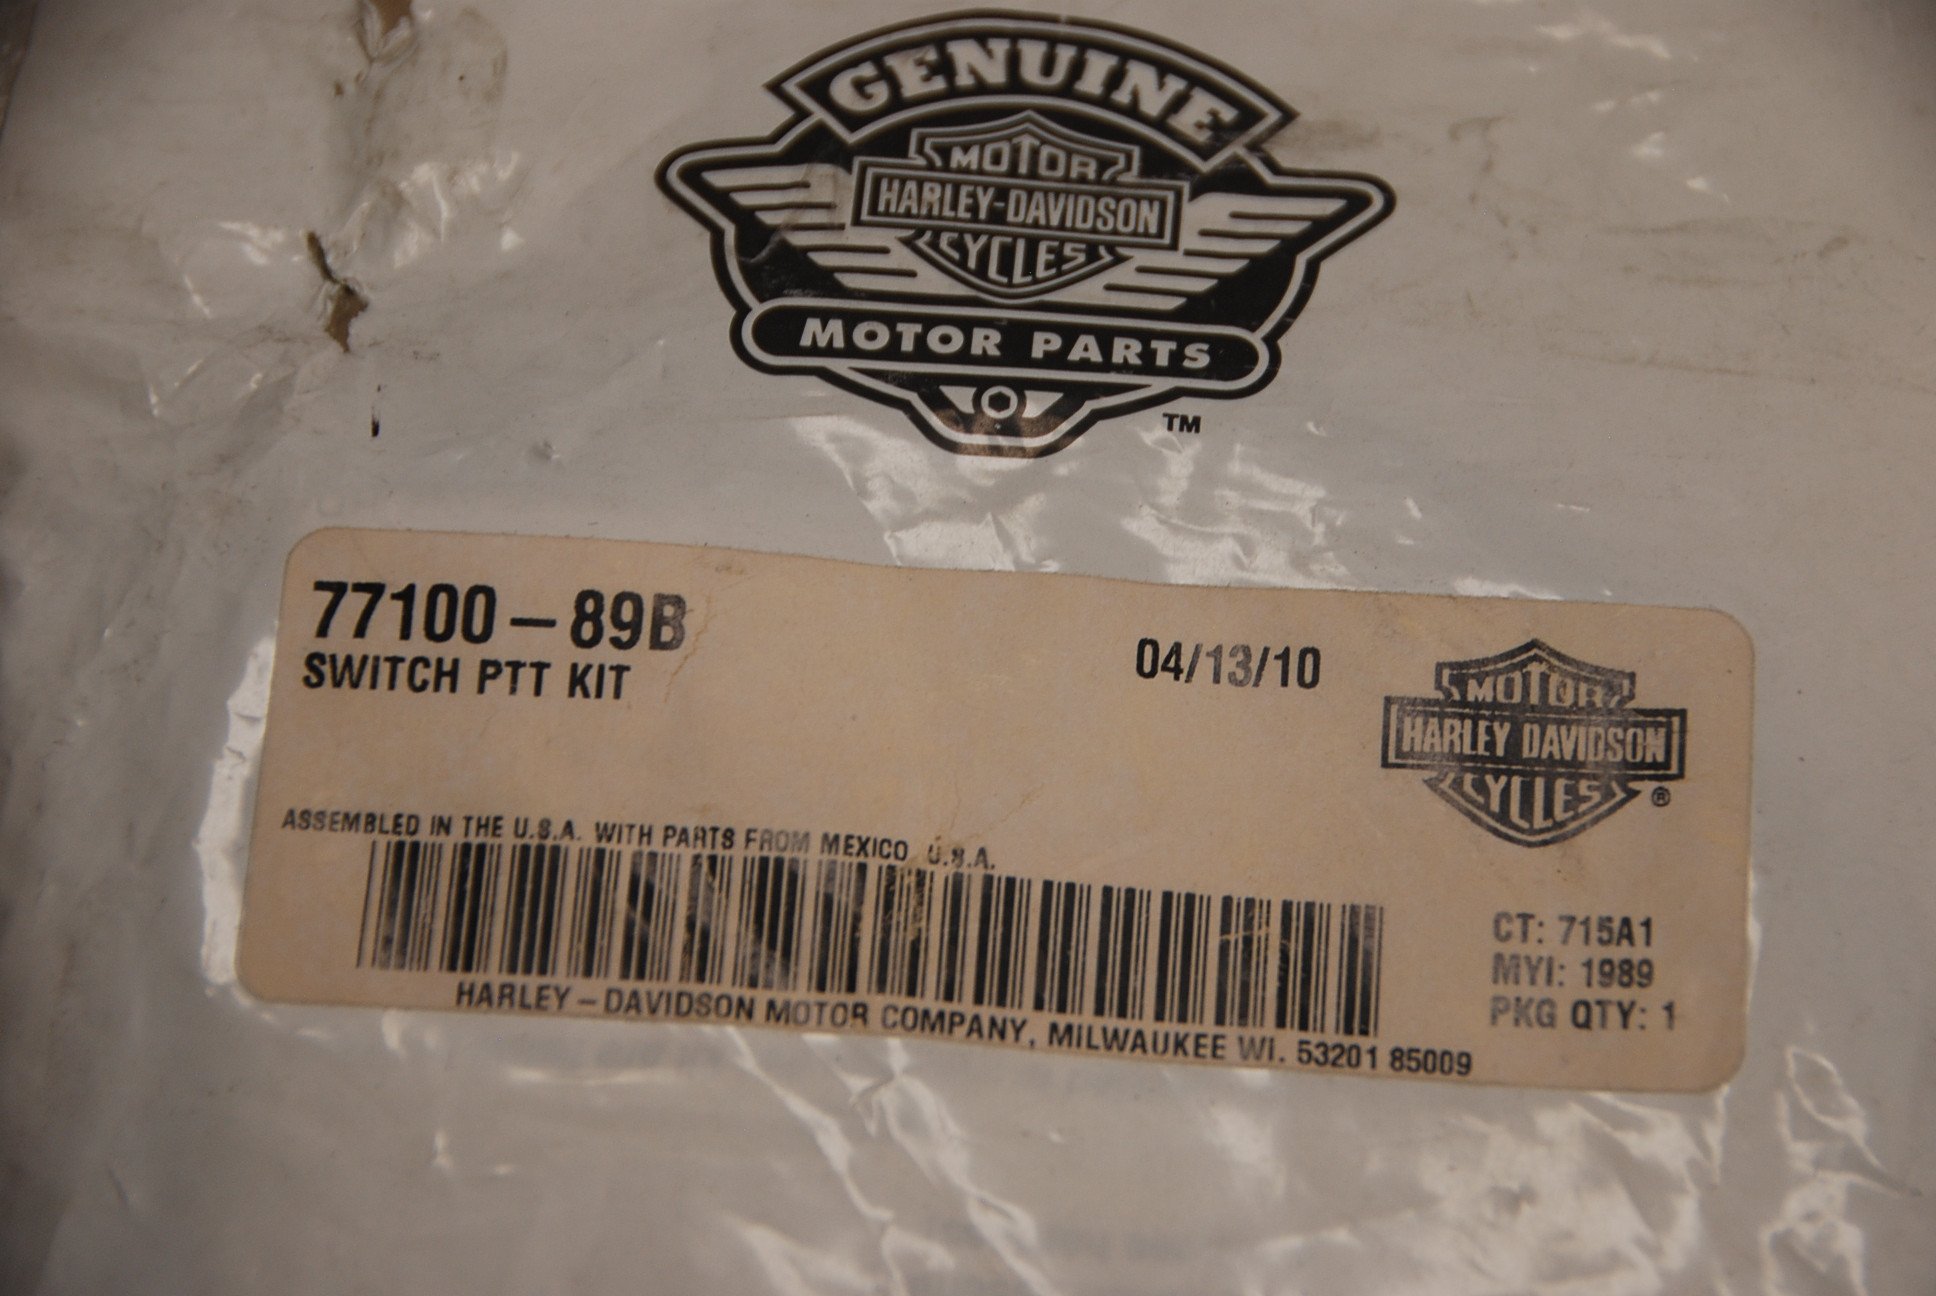 GENUINE
MOTOR
HARLEY-DAVIDSON
CYCLES
MOTOR PARTS
TM
77100-89B
SWITCH PTT KIT
04/13/10
MOTOR
HARLEY DAVIDSON
CYCLES
®
ASSEMBLED IN THE U.S.A. WITH PARTS FROM MEXICO U.S.A.
CT: 715A1
MYI: 1989
PKG QTY: 1
HARLEY-DAVIDSON MOTOR COMPANY, MILWAUKEE WI. 53201 85009